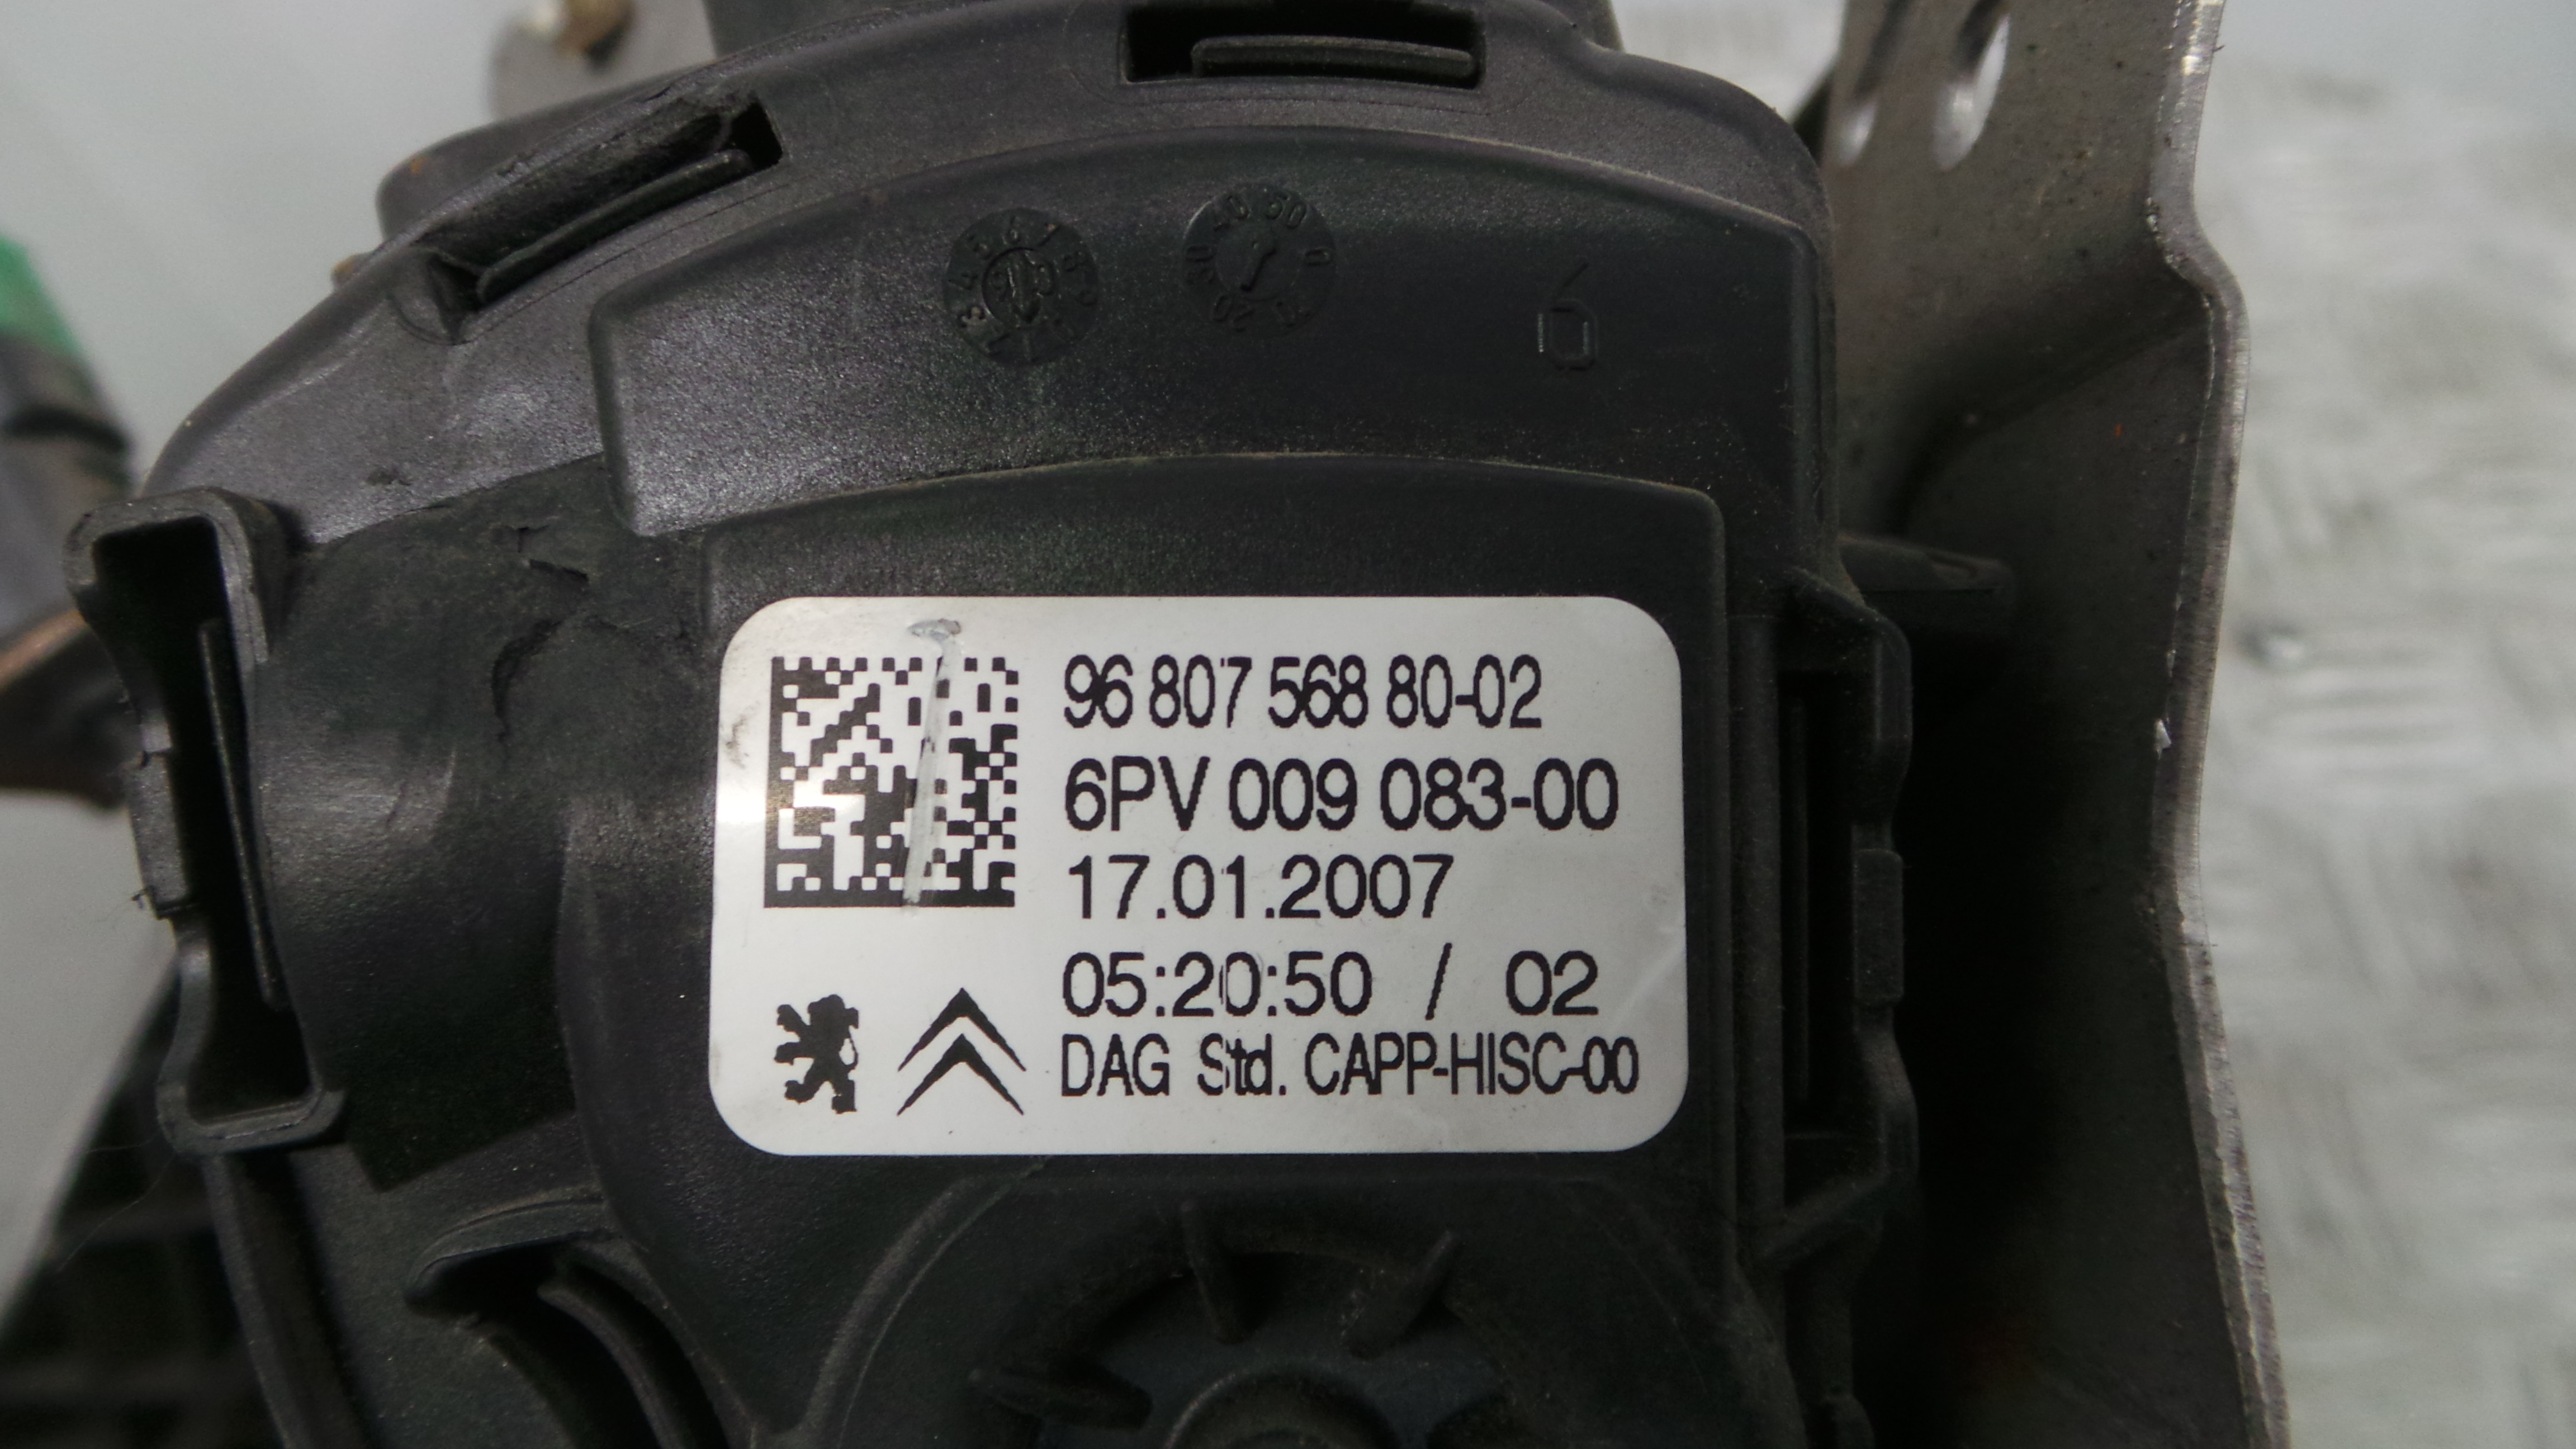 6
96 807 568 80-02
6PV 009 083-00
17.01.2007
05:20:50 / 02
DAG Std. CAPP-HISC-00